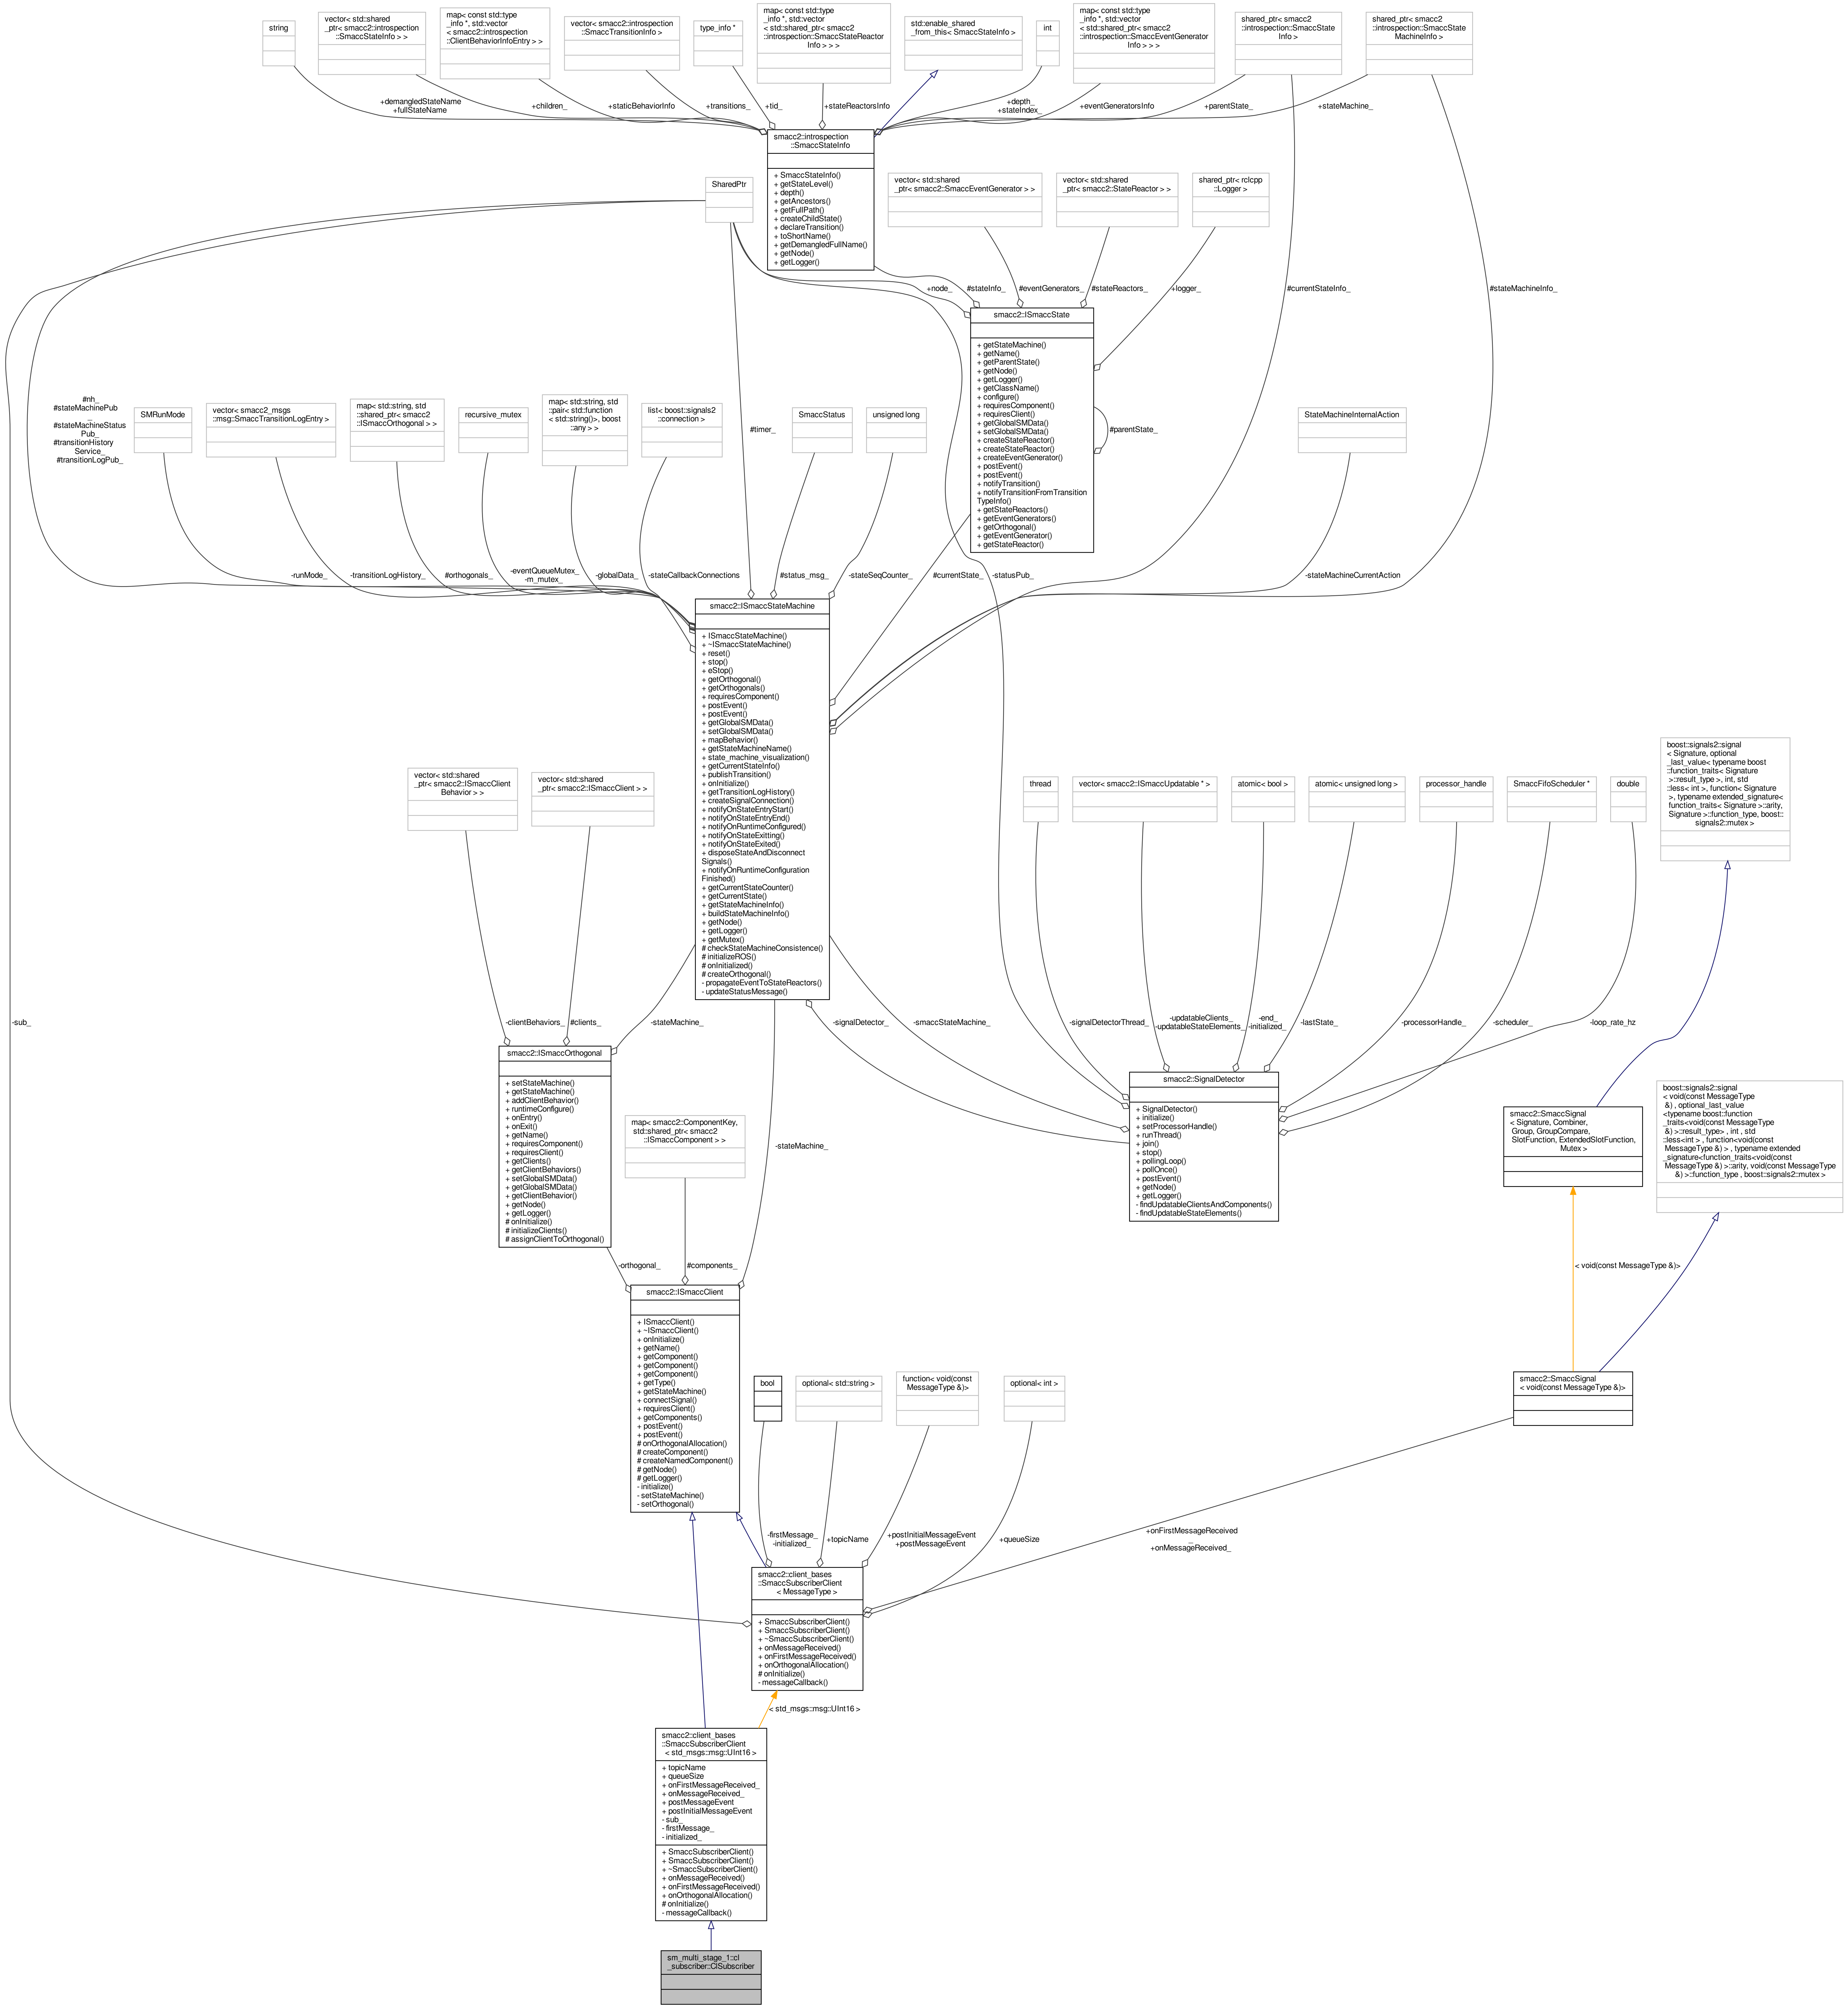 string
vector< std::shared
_ptr< smacc2::introspection
::SmaccStateInfo > >
map< const std::type
_info *, std::vector
< smacc2::introspection
::ClientBehaviorInfoEntry > >
vector< smacc2::introspection
::SmaccTransitionInfo >
type_info *
map< const std::type
_info *, std::vector
< std::shared_ptr< smacc2
::introspection::SmaccStateReactor
Info > > >
std::enable_shared
_from_this< SmaccStateInfo >
int
map< const std::type
_info *, std::vector
< std::shared_ptr< smacc2
::introspection::SmaccEventGenerator
Info > > >
shared_ptr< smacc2
::introspection::SmaccState
Info >
shared_ptr< smacc2
::introspection::SmaccState
MachineInfo >
+demangledStateName
+fullStateName
+children_
+staticBehaviorInfo
+transitions_
+tid_
+stateReactorsInfo
+depth_
+stateIndex_
+eventGeneratorsInfo
+parentState_
+stateMachine_
smacc2::introspection
::SmaccStateInfo
+ SmaccStateInfo()
+ getStateLevel()
+ depth()
+ getAncestors()
+ getFullPath()
+ createChildState()
+ declareTransition()
+ toShortName()
+ getDemangledFullName()
+ getNode()
+ getLogger()
SharedPtr
vector< std::shared
_ptr< smacc2::SmaccEventGenerator > >
vector< std::shared
_ptr< smacc2::StateReactor > >
shared_ptr< rclcpp
::Logger >
+node_
#stateInfo_
#eventGenerators_
#stateReactors_
+logger_
#currentStateInfo_
#stateMachineInfo_
smacc2::ISmaccState
+ getStateMachine()
+ getName()
+ getParentState()
+ getNode()
+ getLogger()
+ getClassName()
+ configure()
+ requiresComponent()
+ requiresClient()
+ getGlobalSMData()
+ setGlobalSMData()
+ createStateReactor()
+ createStateReactor()
+ createEventGenerator()
+ postEvent()
+ postEvent()
+ notifyTransition()
+ notifyTransitionFromTransition
TypeInfo()
+ getStateReactors()
+ getEventGenerators()
+ getOrthogonal()
+ getEventGenerator()
+ getStateReactor()
#parentState_
#nh_
#stateMachinePub
_
#stateMachineStatus
Pub_
#transitionHistory
Service_
#transitionLogPub_
SMRunMode
vector< smacc2_msgs
::msg::SmaccTransitionLogEntry >
map< std::string, std
::shared_ptr< smacc2
::ISmaccOrthogonal > >
recursive_mutex
map< std::string, std
::pair< std::function
< std::string()>, boost
::any > >
list< boost::signals2
::connection >
#timer_
SmaccStatus
unsigned long
StateMachineInternalAction
-runMode_
-transitionLogHistory_
#orthogonals_
-eventQueueMutex_
-m_mutex_
-globalData_
-stateCallbackConnections
#status_msg_
-stateSeqCounter_
#currentState_
-statusPub_
-stateMachineCurrentAction
smacc2::ISmaccStateMachine
+ ISmaccStateMachine()
+ ~ISmaccStateMachine()
+ reset()
+ stop()
+ eStop()
+ getOrthogonal()
+ getOrthogonals()
+ requiresComponent()
+ postEvent()
+ postEvent()
+ getGlobalSMData()
+ setGlobalSMData()
+ mapBehavior()
+ getStateMachineName()
+ state_machine_visualization()
+ getCurrentStateInfo()
+ publishTransition()
+ onInitialize()
+ getTransitionLogHistory()
+ createSignalConnection()
+ notifyOnStateEntryStart()
+ notifyOnStateEntryEnd()
+ notifyOnRuntimeConfigured()
+ notifyOnStateExitting()
+ notifyOnStateExited()
+ disposeStateAndDisconnect
Signals()
+ notifyOnRuntimeConfiguration
Finished()
+ getCurrentStateCounter()
+ getCurrentState()
+ getStateMachineInfo()
+ buildStateMachineInfo()
+ getNode()
+ getLogger()
+ getMutex()
# checkStateMachineConsistence()
# initializeROS()
# onInitialized()
# createOrthogonal()
- propagateEventToStateReactors()
- updateStatusMessage()
vector< std::shared
_ptr< smacc2::ISmaccClient
Behavior > >
vector< std::shared
_ptr< smacc2::ISmaccClient > >
thread
vector< smacc2::ISmaccUpdatable * >
atomic< bool >
atomic< unsigned long >
processor_handle
SmaccFifoScheduler *
double
boost::signals2::signal
< Signature, optional
_last_value< typename boost
::function_traits< Signature
>::result_type >, int, std
::less< int >, function< Signature
>, typename extended_signature<
function_traits< Signature >::arity,
Signature >::function_type, boost::
signals2::mutex >
-sub_
-clientBehaviors_
#clients_
-stateMachine_
-signalDetector_
-smaccStateMachine_
-signalDetectorThread_
-updatableClients_
-updatableStateElements_
-end_
-initialized_
-lastState_
-processorHandle_
-scheduler_
-loop_rate_hz
smacc2::ISmaccOrthogonal
+ setStateMachine()
+ getStateMachine()
+ addClientBehavior()
+ runtimeConfigure()
+ onEntry()
+ onExit()
+ getName()
+ requiresComponent()
+ requiresClient()
+ getClients()
+ getClientBehaviors()
+ setGlobalSMData()
+ getGlobalSMData()
+ getClientBehavior()
+ getNode()
+ getLogger()
# onInitialize()
# initializeClients()
# assignClientToOrthogonal()
smacc2::SignalDetector
+ SignalDetector()
+ initialize()
+ setProcessorHandle()
+ runThread()
+ join()
+ stop()
+ pollingLoop()
+ pollOnce()
+ postEvent()
+ getNode()
+ getLogger()
- findUpdatableClientsAndComponents()
- findUpdatableStateElements()
map< smacc2::ComponentKey,
std::shared_ptr< smacc2
::ISmaccComponent > >
-stateMachine_
smacc2::SmaccSignal
< Signature, Combiner,
Group, GroupCompare,
SlotFunction, ExtendedSlotFunction,
Mutex >
boost::signals2::signal
< void(const MessageType
&) , optional_last_value
<typename boost::function
_traits<void(const MessageType
&) >::result_type> , int , std
::less<int > , function<void(const
MessageType &) > , typename extended
_signature<function_traits<void(const
MessageType &) >::arity, void(const MessageType
&) >::function_type , boost::signals2::mutex >
-orthogonal_
#components_
< void(const MessageType &)>
smacc2::ISmaccClient
+ ISmaccClient()
+ ~ISmaccClient()
+ onInitialize()
+ getName()
+ getComponent()
+ getComponent()
+ getComponent()
+ getType()
+ getStateMachine()
+ connectSignal()
+ requiresClient()
+ getComponents()
+ postEvent()
+ postEvent()
# onOrthogonalAllocation()
# createComponent()
# createNamedComponent()
# getNode()
# getLogger()
- initialize()
- setStateMachine()
- setOrthogonal()
bool
optional< std::string >
function< void(const
MessageType &)>
optional< int >
smacc2::SmaccSignal
< void(const MessageType &)>
-firstMessage_
-initialized_
+topicName
+postInitialMessageEvent
+postMessageEvent
+queueSize
+onFirstMessageReceived
_
+onMessageReceived_
smacc2::client_bases
::SmaccSubscriberClient
< MessageType >
+ SmaccSubscriberClient()
+ SmaccSubscriberClient()
+ ~SmaccSubscriberClient()
+ onMessageReceived()
+ onFirstMessageReceived()
+ onOrthogonalAllocation()
# onInitialize()
- messageCallback()
< std_msgs::msg::UInt16 >
smacc2::client_bases
::SmaccSubscriberClient
< std_msgs::msg::UInt16 >
+ topicName
+ queueSize
+ onFirstMessageReceived_
+ onMessageReceived_
+ postMessageEvent
+ postInitialMessageEvent
- sub_
- firstMessage_
- initialized_
+ SmaccSubscriberClient()
+ SmaccSubscriberClient()
+ ~SmaccSubscriberClient()
+ onMessageReceived()
+ onFirstMessageReceived()
+ onOrthogonalAllocation()
# onInitialize()
- messageCallback()
sm_multi_stage_1::cl
_subscriber::ClSubscriber